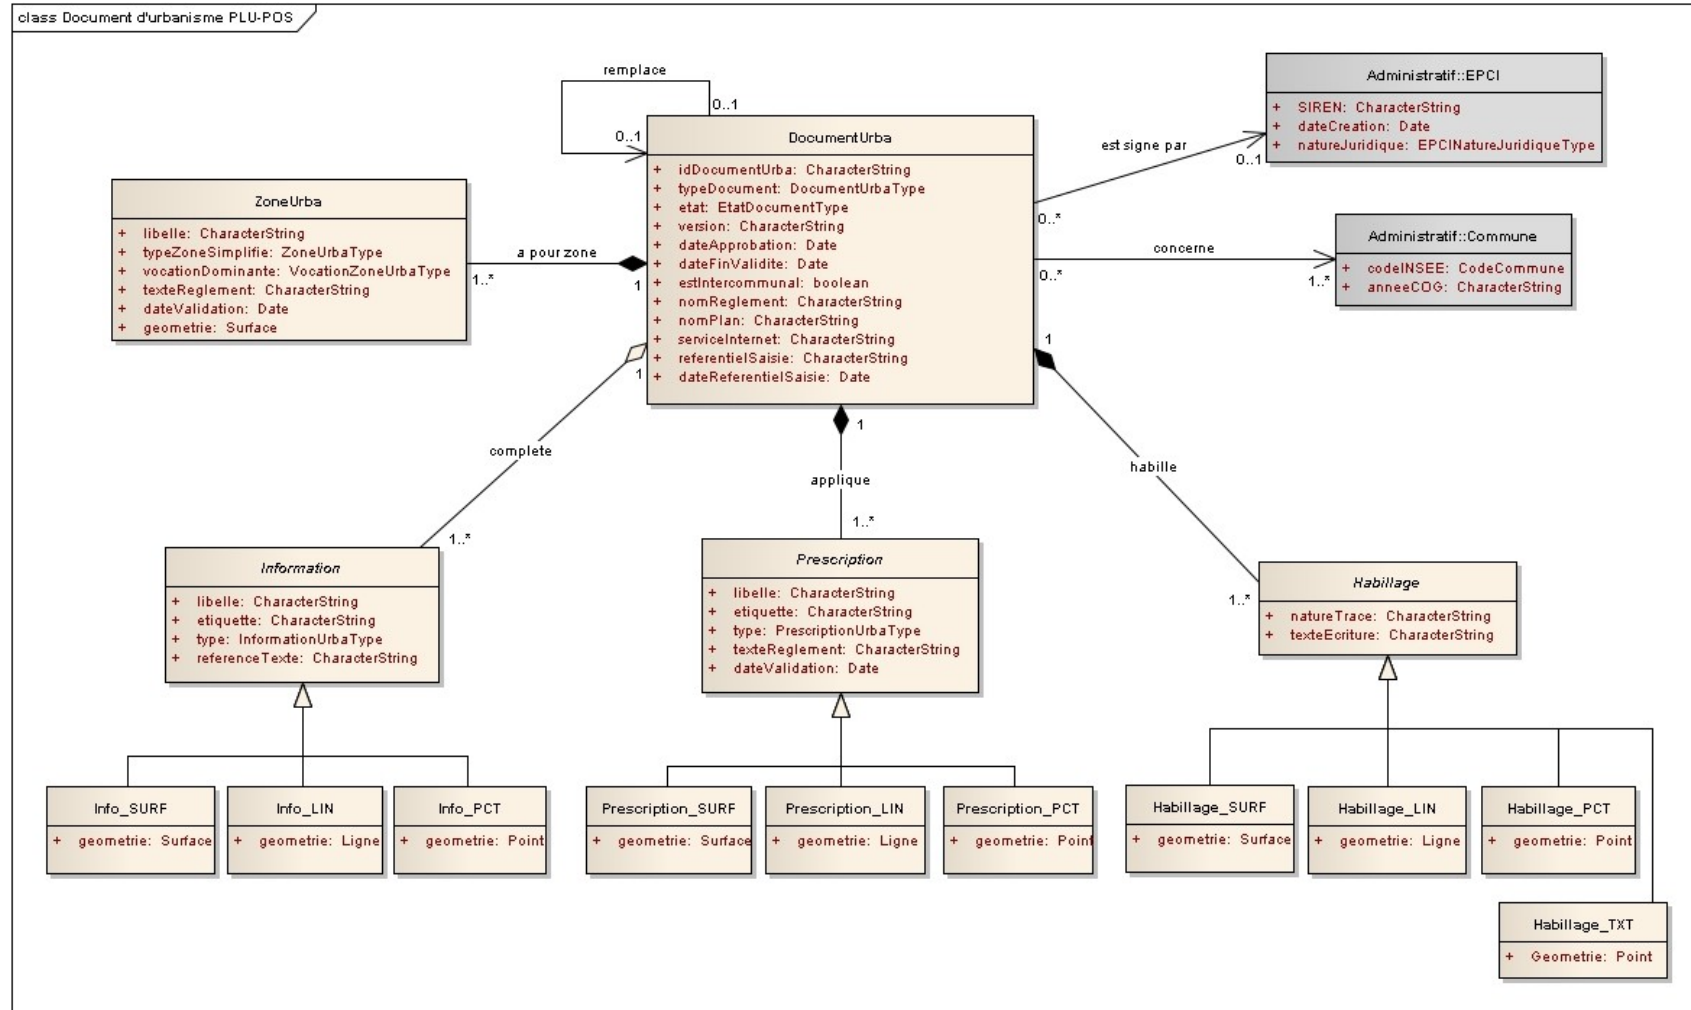 class Document d'urbanisme PLU-POS
remplace
0..1
0..1
DocumentUrba
+ idDocumentUrba: CharacterString
+ typeDocument: DocumentUrbaType
+ etat: EtatDocumentType
+ version: CharacterString
+ dateApprobation: Date
+ dateFinValidite: Date
+ estIntercommunal: boolean
+ nomReglement: CharacterString
+ nomPlan: CharacterString
+ serviceInternet: CharacterString
+ referentielSaisie: CharacterString
+ dateReferentielSaisie: Date
Administratif::EPCI
+ SIREN: CharacterString
+ dateCreation: Date
+ natureJuridique: EPCINatureJuridiqueType
est signe par
0..1
0..*
Administratif::Commune
+ codeINSEE: CodeCommune
+ anneeCOG: CharacterString
concerne
0..*
1..*
ZoneUrba
+ libelle: CharacterString
+ typeZoneSimplifie: ZoneUrbaType
+ vocationDominante: VocationZoneUrbaType
+ texteReglement: CharacterString
+ dateValidation: Date
+ geometrie: Surface
a pour zone
1..*
1
1
complete
1..*
1
applique
1..*
1
habille
1..*
Information
+ libelle: CharacterString
+ etiquette: CharacterString
+ type: InformationUrbaType
+ referenceTexte: CharacterString
Prescription
+ libelle: CharacterString
+ etiquette: CharacterString
+ type: PrescriptionUrbaType
+ texteReglement: CharacterString
+ dateValidation: Date
Habillage
+ natureTrace: CharacterString
+ texteEcriture: CharacterString
Info_SURF
+ geometrie: Surface
Info_LIN
+ geometrie: Ligne
Info_PCT
+ geometrie: Point
Prescription_SURF
+ geometrie: Surface
Prescription_LIN
+ geometrie: Ligne
Prescription_PCT
+ geometrie: Point
Habillage_SURF
+ geometrie: Surface
Habillage_LIN
+ geometrie: Ligne
Habillage_PCT
+ geometrie: Point
Habillage_TXT
+ Geometrie: Point